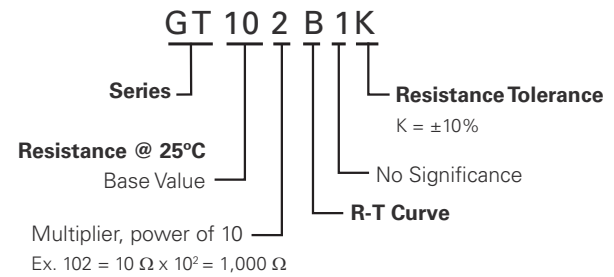 GT 10 2 B 1 K
Series
Resistance Tolerance
K = ±10%
Resistance @ 25ºC
Base Value
No Significance
R-T Curve
Multiplier, power of 10
Ex. 102 = 10 Ω x 10² = 1,000 Ω